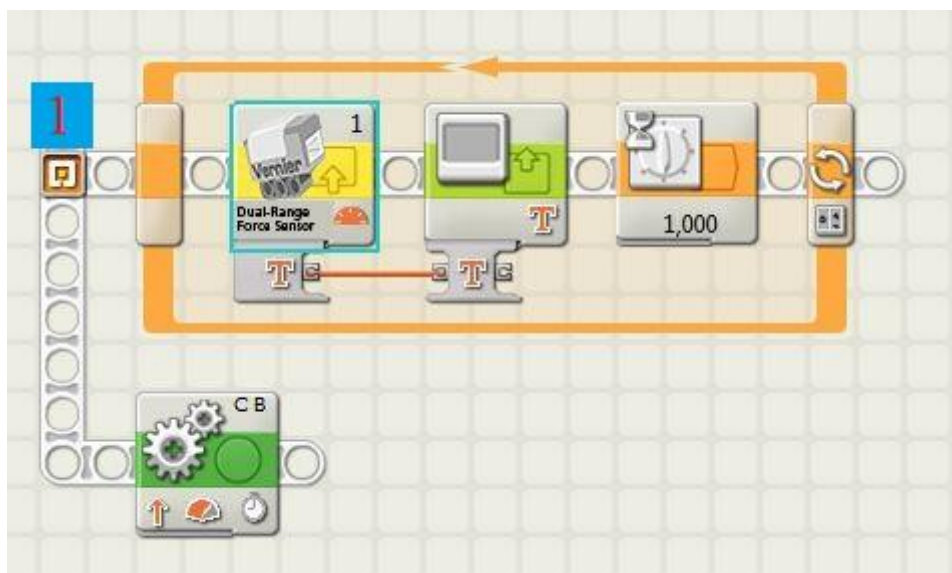 1
1
Vernier
Dual-Range
Force Sensor
T
1,000
T
T
C B